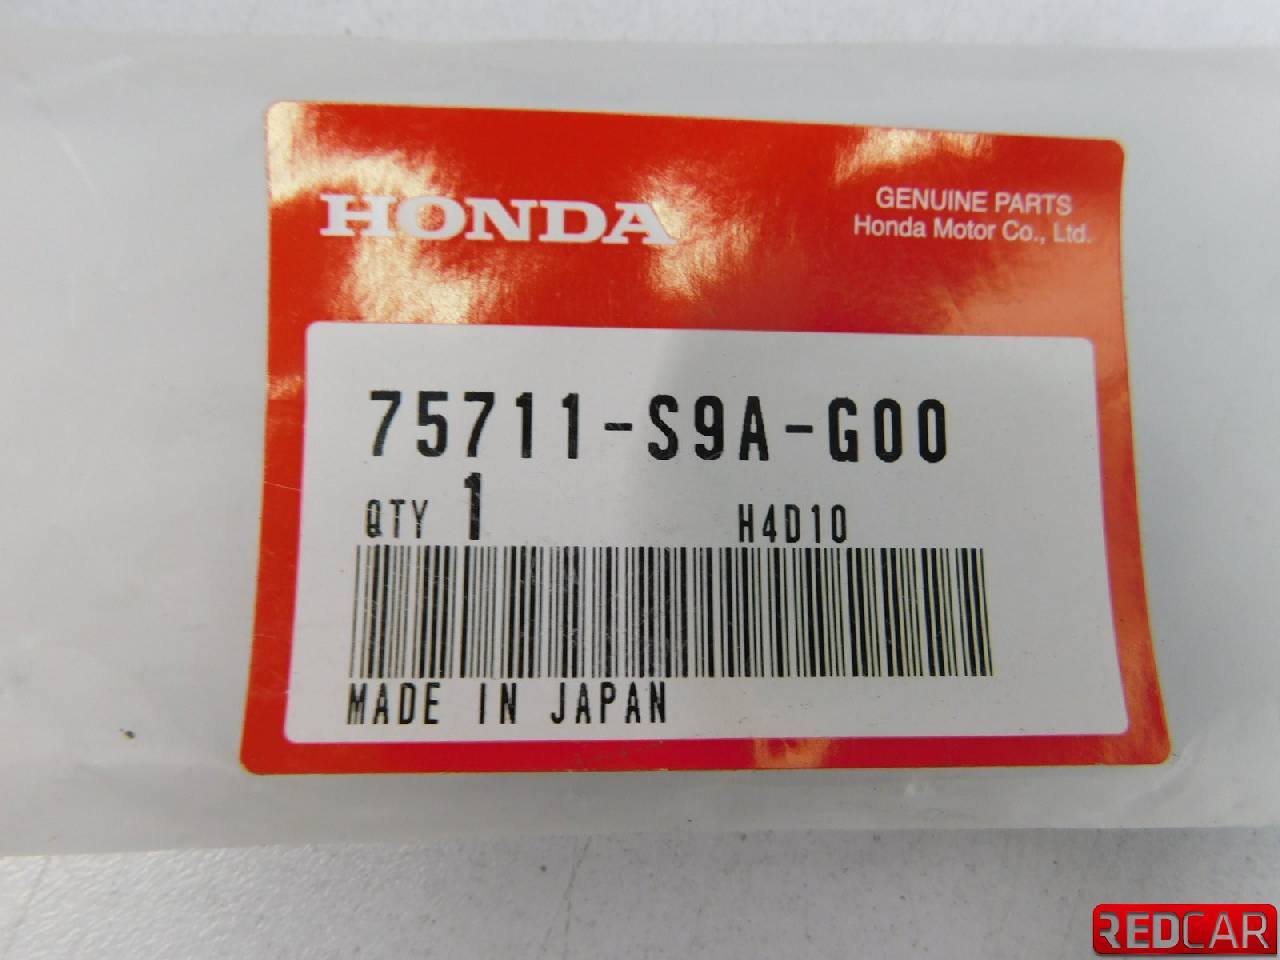 HONDA
GENUINE PARTS
Honda Motor Co., Ltd.
75711-S9A-G00
QTY 1 H4D10
MADE IN JAPAN
REDCAR